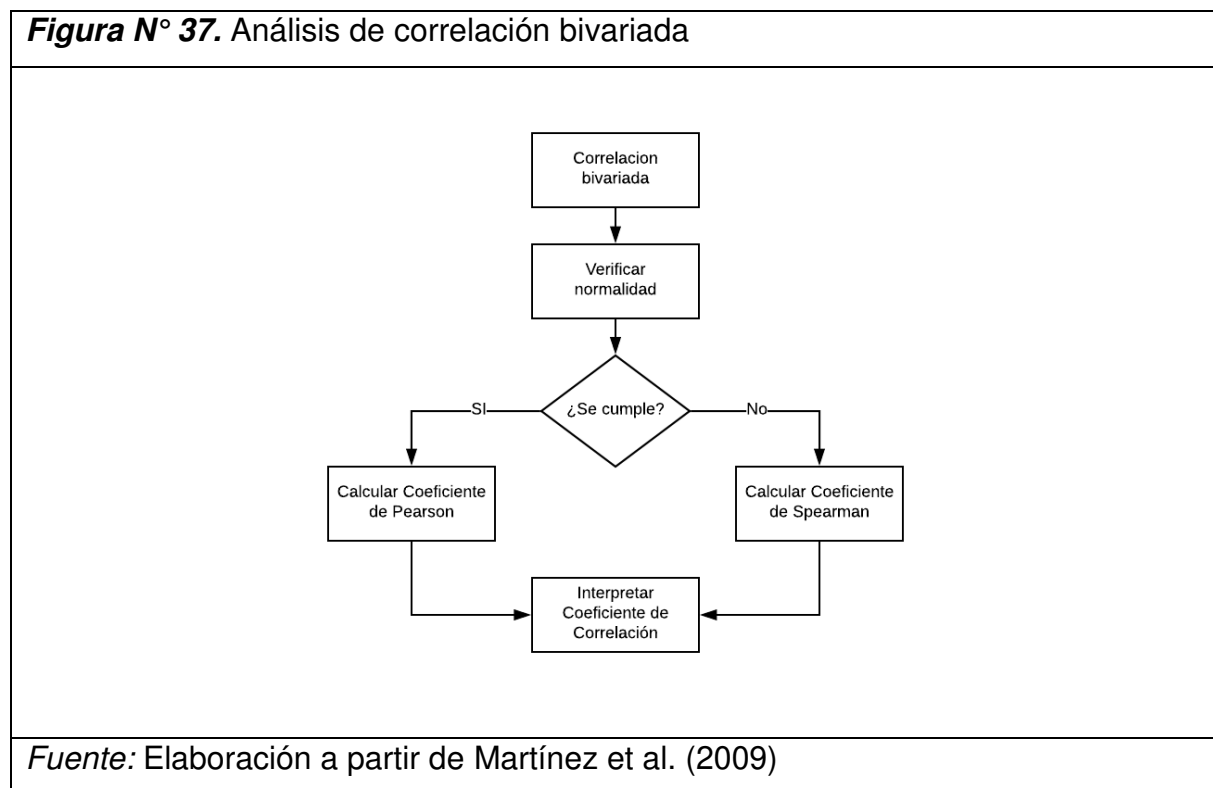 Figura N° 37. Análisis de correlación bivariada
Correlacion
bivariada
Verificar
normalidad
¿Se cumple?
SI
No
Calcular Coeficiente
de Pearson
Calcular Coeficiente
de Spearman
Interpretar
Coeficiente de
Correlación
Fuente: Elaboración a partir de Martínez et al. (2009)